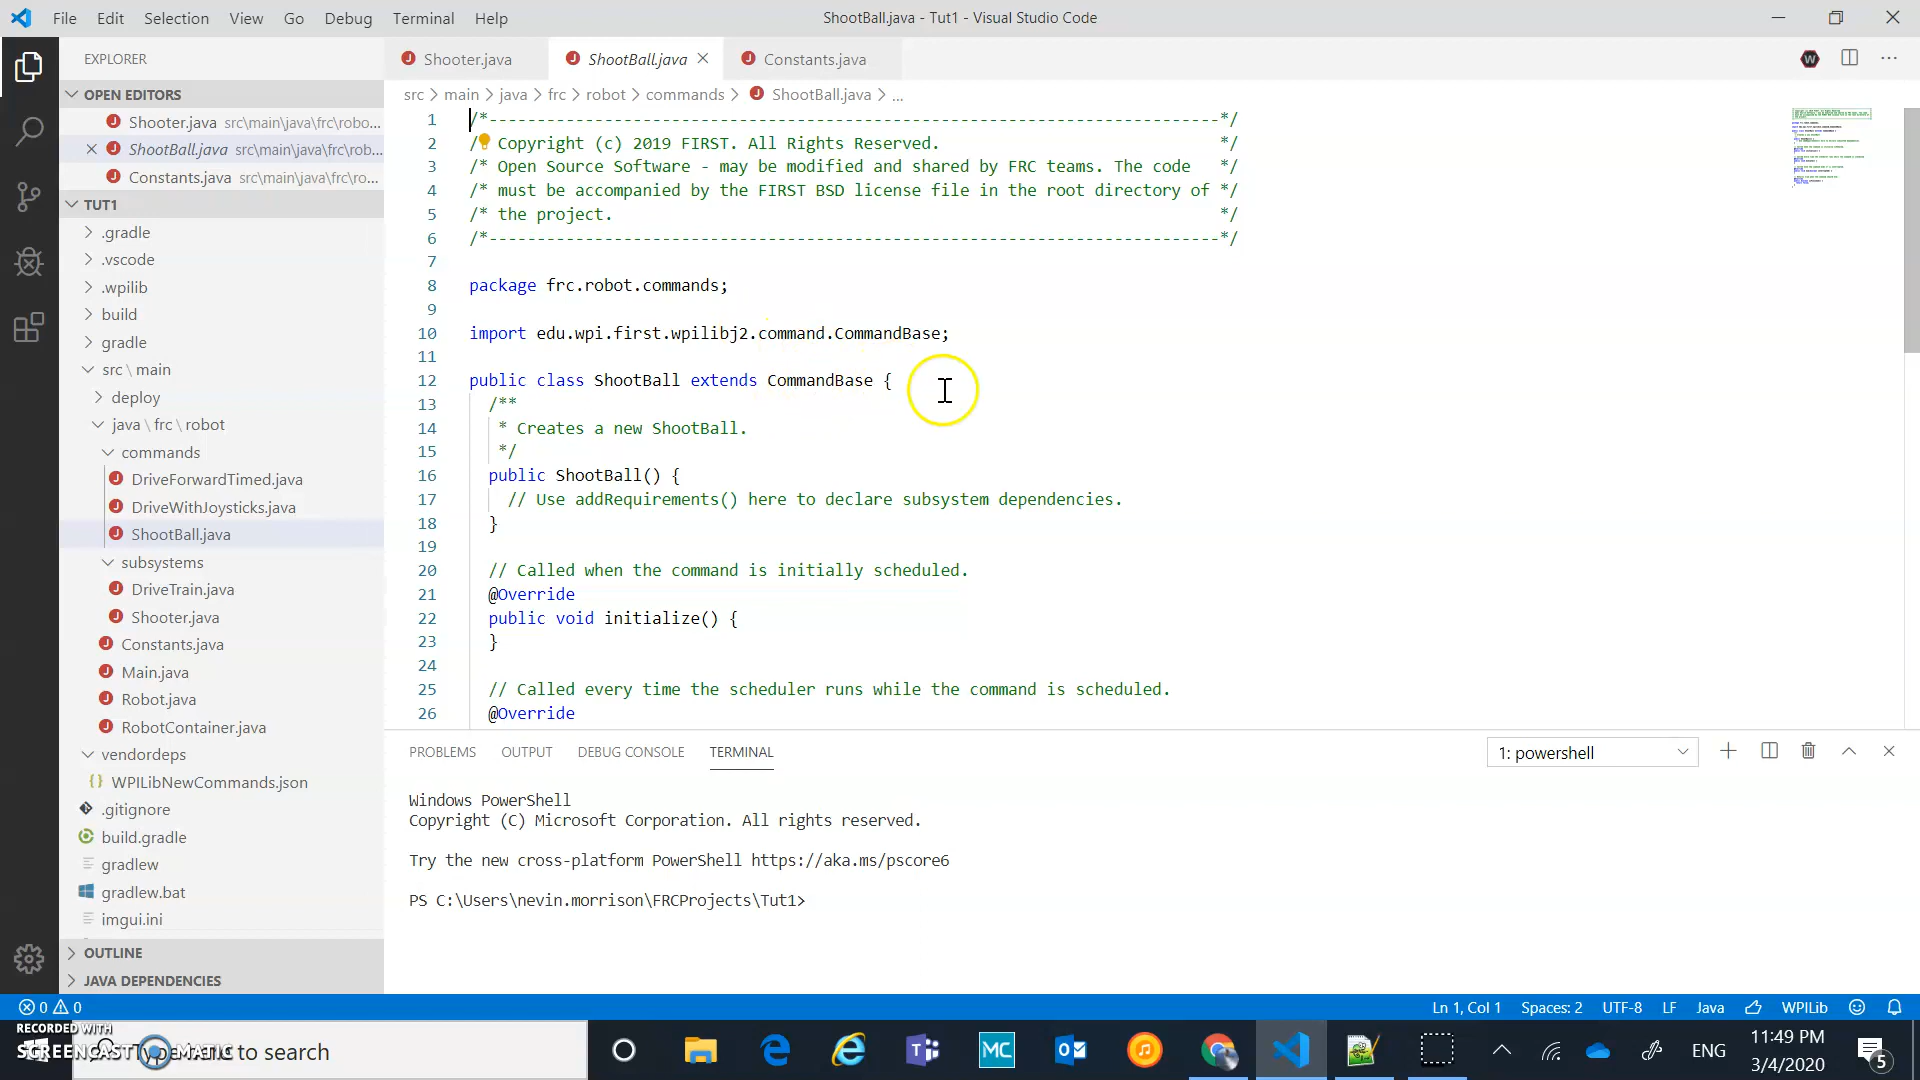 File Edit Selection View Go Debug Terminal Help
ShootBall.java - Tut1 - Visual Studio Code
EXPLORER
OPEN EDITORS
Shooter.java src\main\java\frc\robo...
ShootBall.java src\main\java\frc\rob...
Constants.java src\main\java\frc\ro...
TUT1
.gradle
.vscode
.wpilib
build
gradle
src \ main
deploy
java \ frc \ robot
commands
DriveForwardTimed.java
DriveWithJoysticks.java
ShootBall.java
subsystems
DriveTrain.java
Shooter.java
Constants.java
Main.java
Robot.java
RobotContainer.java
vendordeps
{} WPILibNewCommands.json
.gitignore
build.gradle
gradlew
gradlew.bat
imgui.ini
OUTLINE
JAVA DEPENDENCIES
Shooter.java ShootBall.java Constants.java
src > main > java > frc > robot > commands > ShootBall.java > ...
1 /*----------------------------------------------------------------------------*/
2 /* Copyright (c) 2019 FIRST. All Rights Reserved. */
3 /* Open Source Software - may be modified and shared by FRC teams. The code */
4 /* must be accompanied by the FIRST BSD license file in the root directory of */
5 /* the project. */
6 /*----------------------------------------------------------------------------*/
7
8 package frc.robot.commands;
9
10 import edu.wpi.first.wpilibj2.command.CommandBase;
11
12 public class ShootBall extends CommandBase {
13 /**
14 * Creates a new ShootBall.
15 */
16 public ShootBall() {
17 // Use addRequirements() here to declare subsystem dependencies.
18 }
19
20 // Called when the command is initially scheduled.
21 @Override
22 public void initialize() {
23 }
24
25 // Called every time the scheduler runs while the command is scheduled.
26 @Override
PROBLEMS OUTPUT DEBUG CONSOLE TERMINAL
1: powershell
Windows PowerShell
Copyright (C) Microsoft Corporation. All rights reserved.
Try the new cross-platform PowerShell https://aka.ms/pscore6
PS C:\Users\nevin.morrison\FRCProjects\Tut1>
0 0
Ln 1, Col 1 Spaces: 2 UTF-8 LF Java WPILib
RECORDED WITH
SCREENCAST MATIC
to search
MC
ENG
11:49 PM
3/4/2020
5